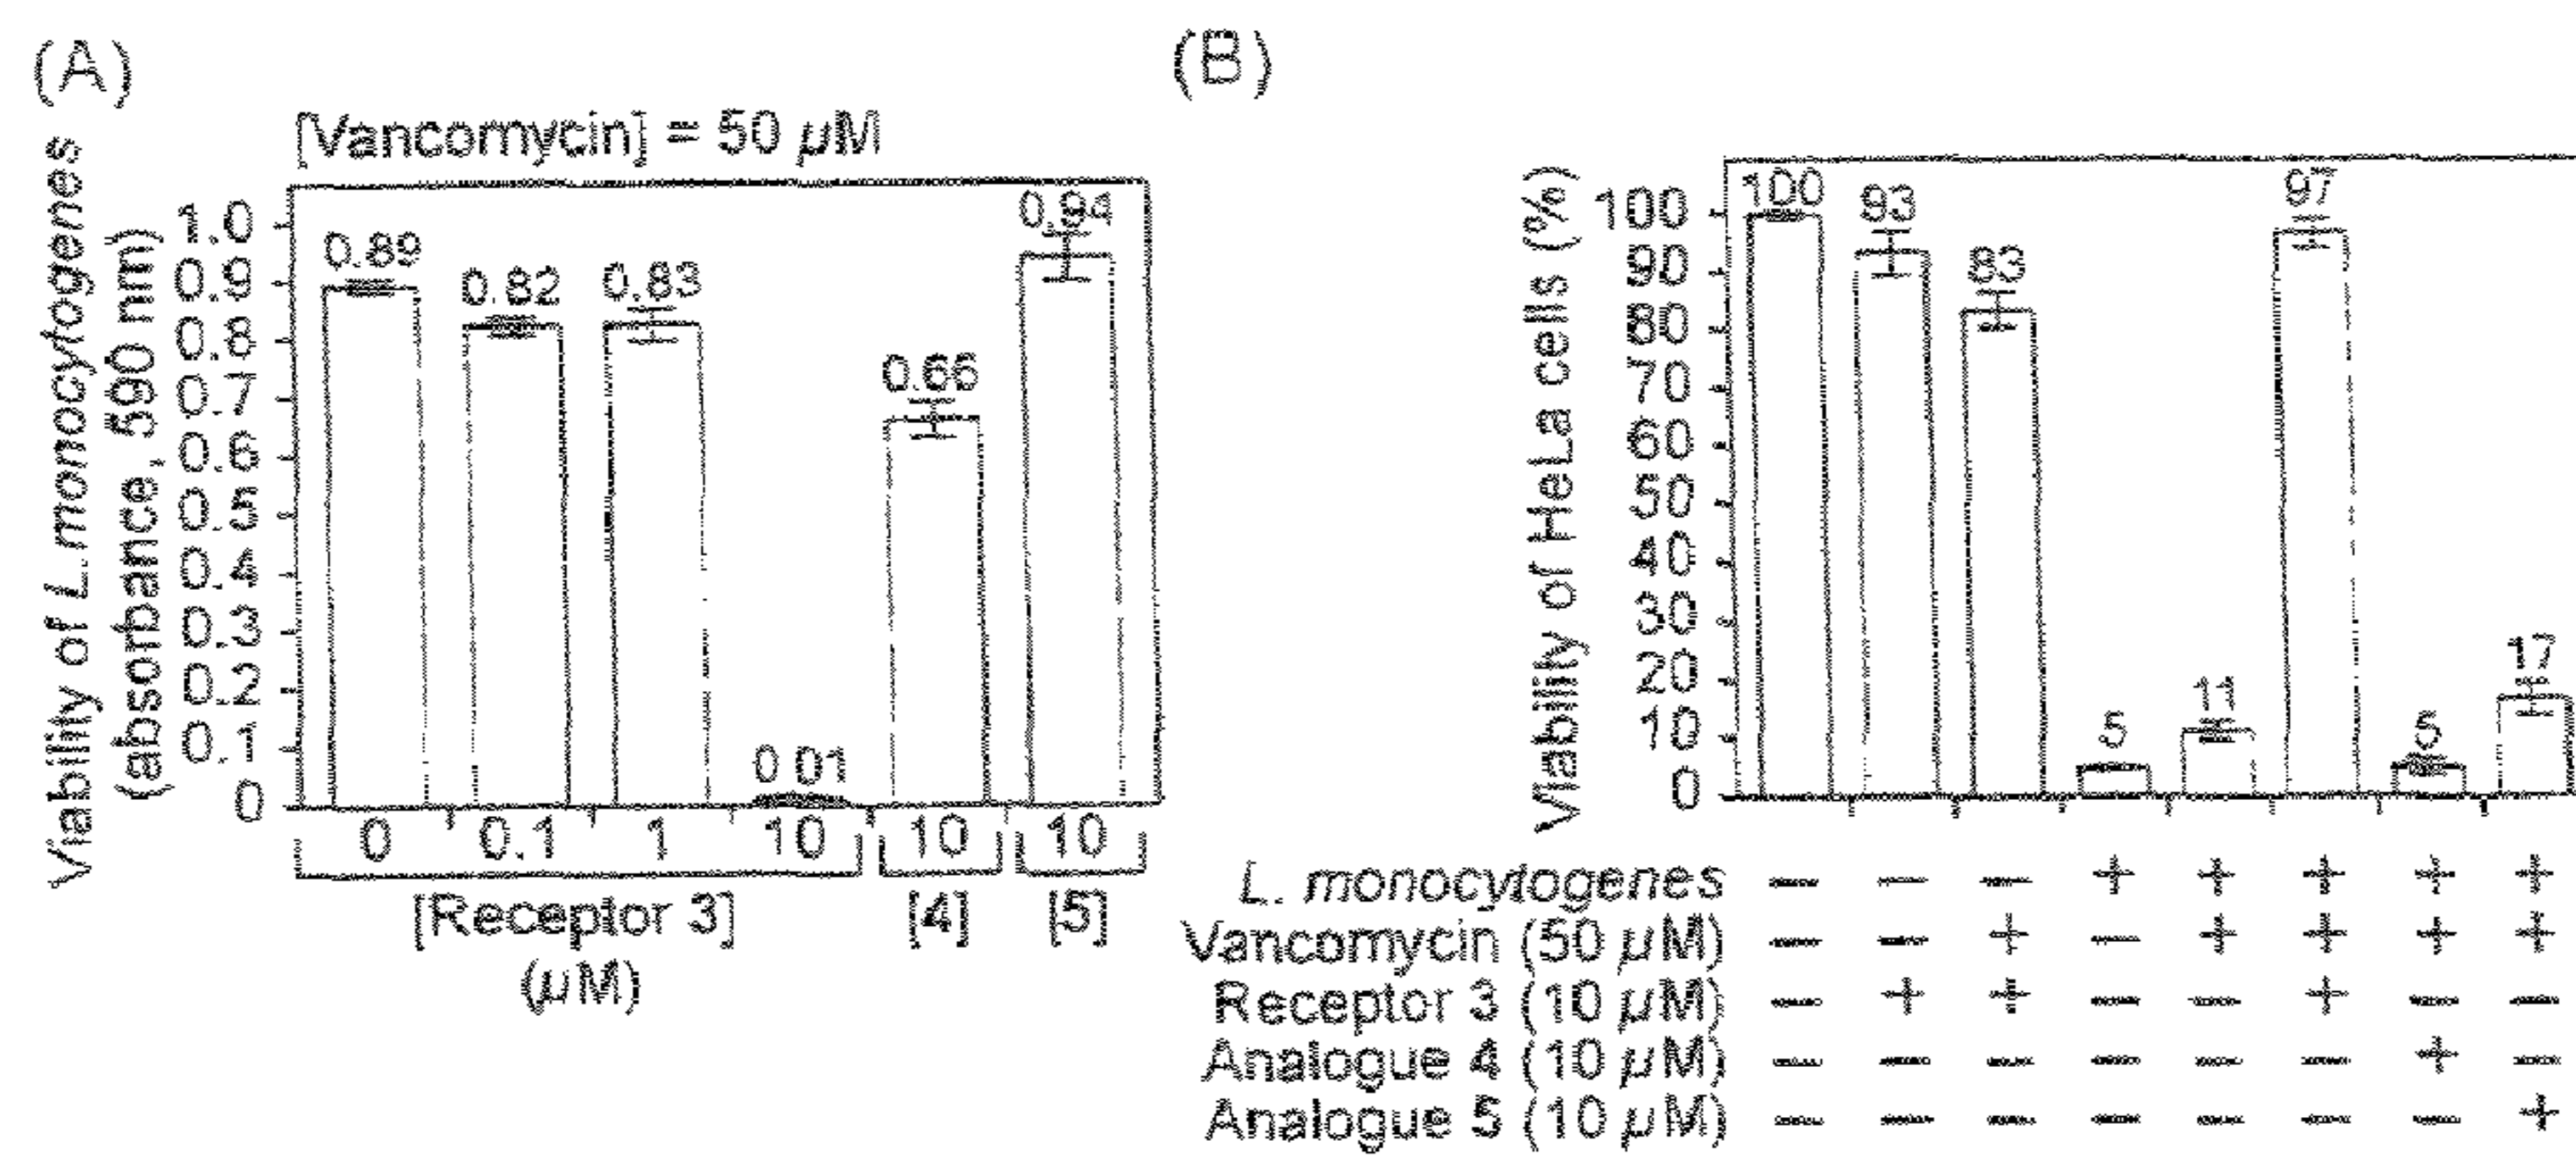 (A)
[Vancomycin] = 50 µM
Viability of L.monocytogenes
(absorbance, 590 nm)
1.0
0.9
0.8
0.7
0.6
0.5
0.4
0.3
0.2
0.1
0
0.89
0.82
0.83
0.01
0.66
0.94
0 0.1 1 10 10 10
[Receptor 3] [4] [5]
(µM)
(B)
Viability of HeLa cells (%)
100
90
80
70
60
50
40
30
20
10
0
100
93
83
5
11
97
5
17
L. monocytogenes − − − + + + + +
Vancomycin (50 µM) − − + − + + + +
Receptor 3 (10 µM) − + + − − + − −
Analogue 4 (10 µM) − − − − − − + −
Analogue 5 (10 µM) − − − − − − − +